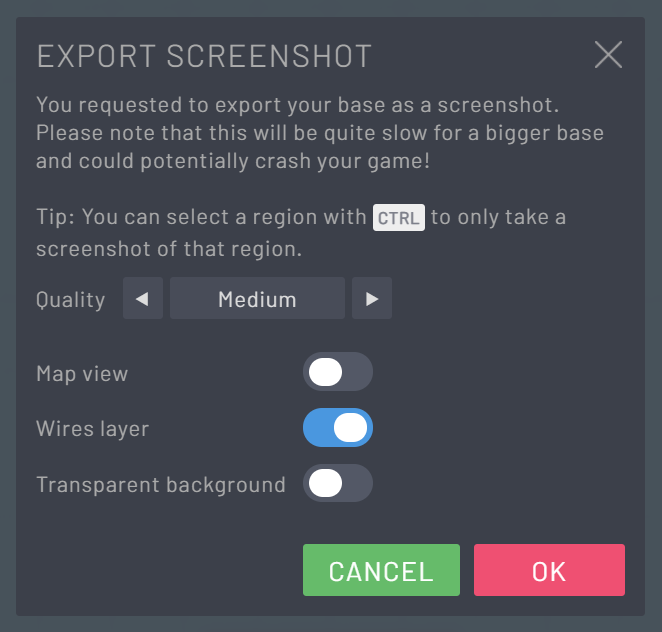 EXPORT SCREENSHOT
You requested to export your base as a screenshot.
Please note that this will be quite slow for a bigger base
and could potentially crash your game!
Tip: You can select a region with CTRL to only take a
screenshot of that region.
Quality ◀ Medium ▶
Map view
Wires layer
Transparent background
CANCEL OK